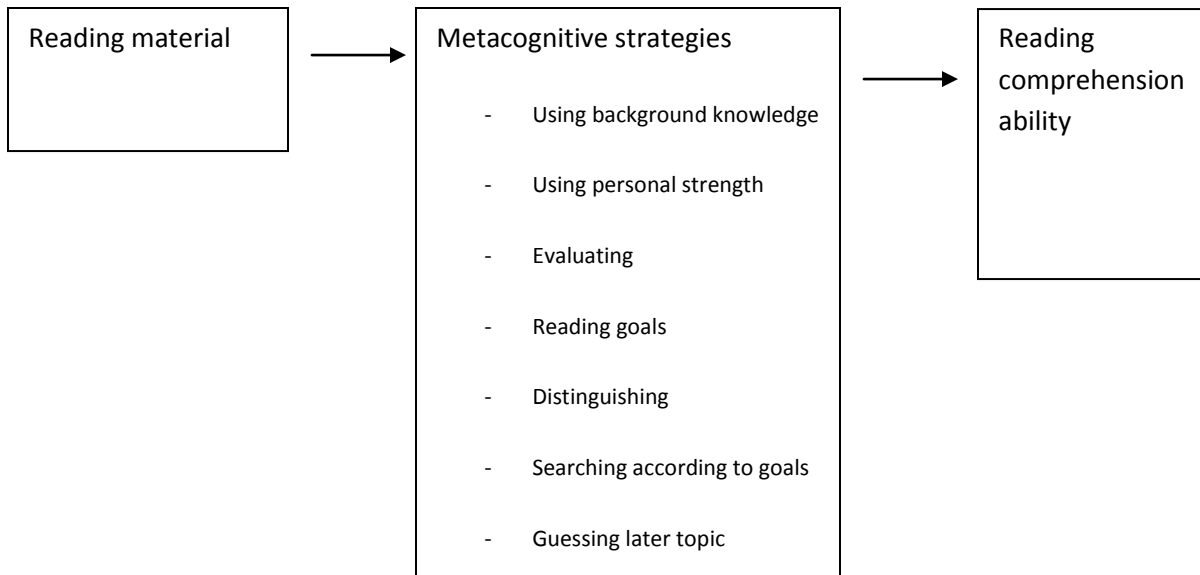 Reading material
Metacognitive strategies
- Using background knowledge
- Using personal strength
- Evaluating
- Reading goals
- Distinguishing
- Searching according to goals
- Guessing later topic
Reading
comprehension
ability